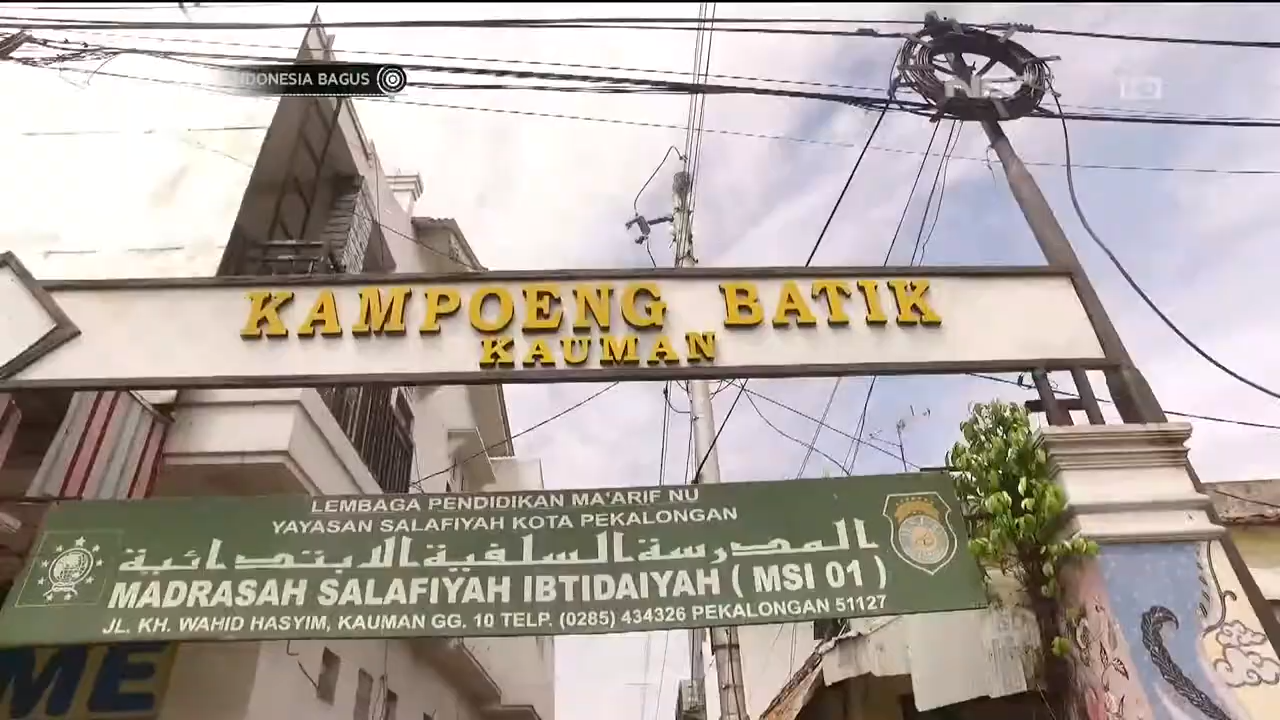 INDONESIA BAGUS
NET
KAMPOENG BATIK
KAUMAN
LEMBAGA PENDIDIKAN MA'ARIF NU
YAYASAN SALAFIYAH KOTA PEKALONGAN
المدرسة السلفية الابتدائية
MADRASAH SALAFIYAH IBTIDAIYAH ( MSI 01 )
JL. KH. WAHID HASYIM, KAUMAN GG. 10 TELP. (0285) 434326 PEKALONGAN 51127
ME